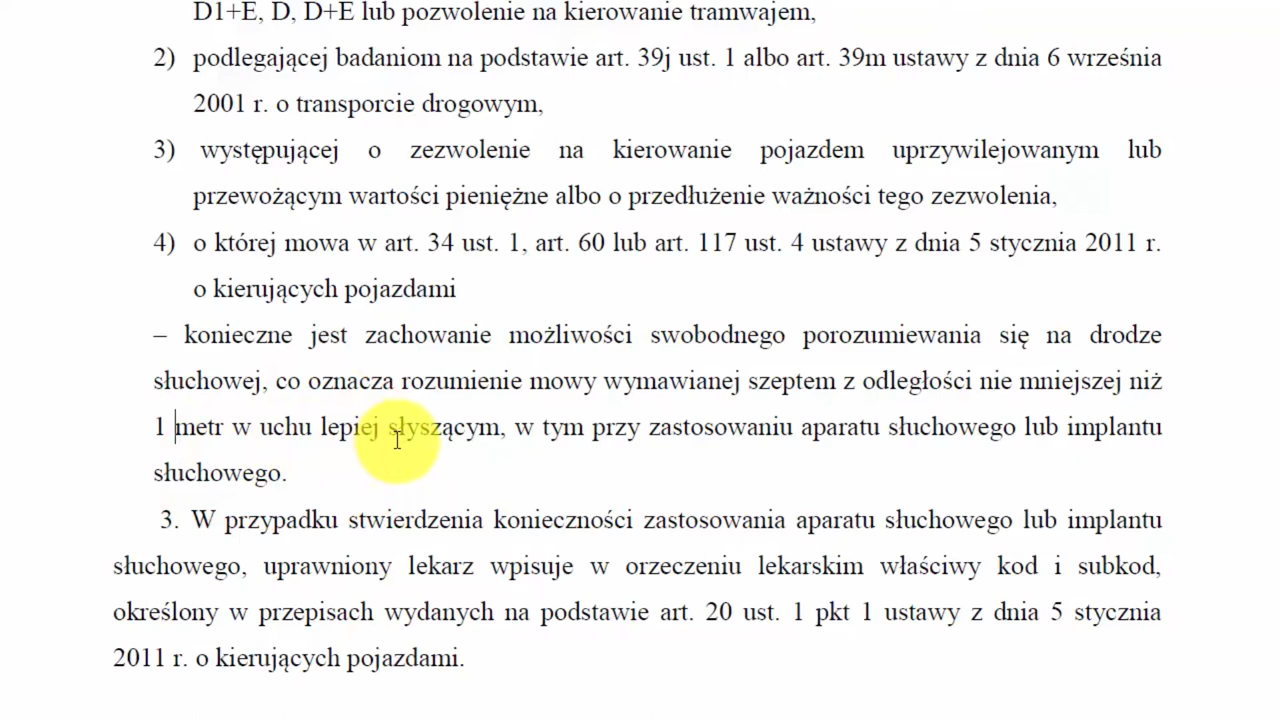 D1+E, D, D+E lub pozwolenie na kierowanie tramwajem,
2) podlegającej badaniom na podstawie art. 39j ust. 1 albo art. 39m ustawy z dnia 6 września
2001 r. o transporcie drogowym,
3) występującej o zezwolenie na kierowanie pojazdem uprzywilejowanym lub
przewożącym wartości pieniężne albo o przedłużenie ważności tego zezwolenia,
4) o której mowa w art. 34 ust. 1, art. 60 lub art. 117 ust. 4 ustawy z dnia 5 stycznia 2011 r.
o kierujących pojazdami
– konieczne jest zachowanie możliwości swobodnego porozumiewania się na drodze
słuchowej, co oznacza rozumienie mowy wymawianej szeptem z odległości nie mniejszej niż
1 metr w uchu lepiej słyszącym, w tym przy zastosowaniu aparatu słuchowego lub implantu
słuchowego.
3. W przypadku stwierdzenia konieczności zastosowania aparatu słuchowego lub implantu
słuchowego, uprawniony lekarz wpisuje w orzeczeniu lekarskim właściwy kod i subkod,
określony w przepisach wydanych na podstawie art. 20 ust. 1 pkt 1 ustawy z dnia 5 stycznia
2011 r. o kierujących pojazdami.